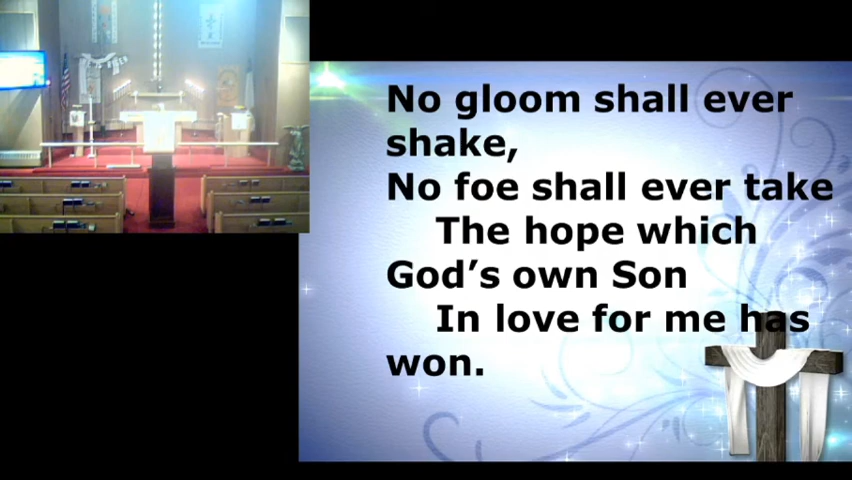 No gloom shall ever
shake,
No foe shall ever take
The hope which
God’s own Son
In love for me has
won.